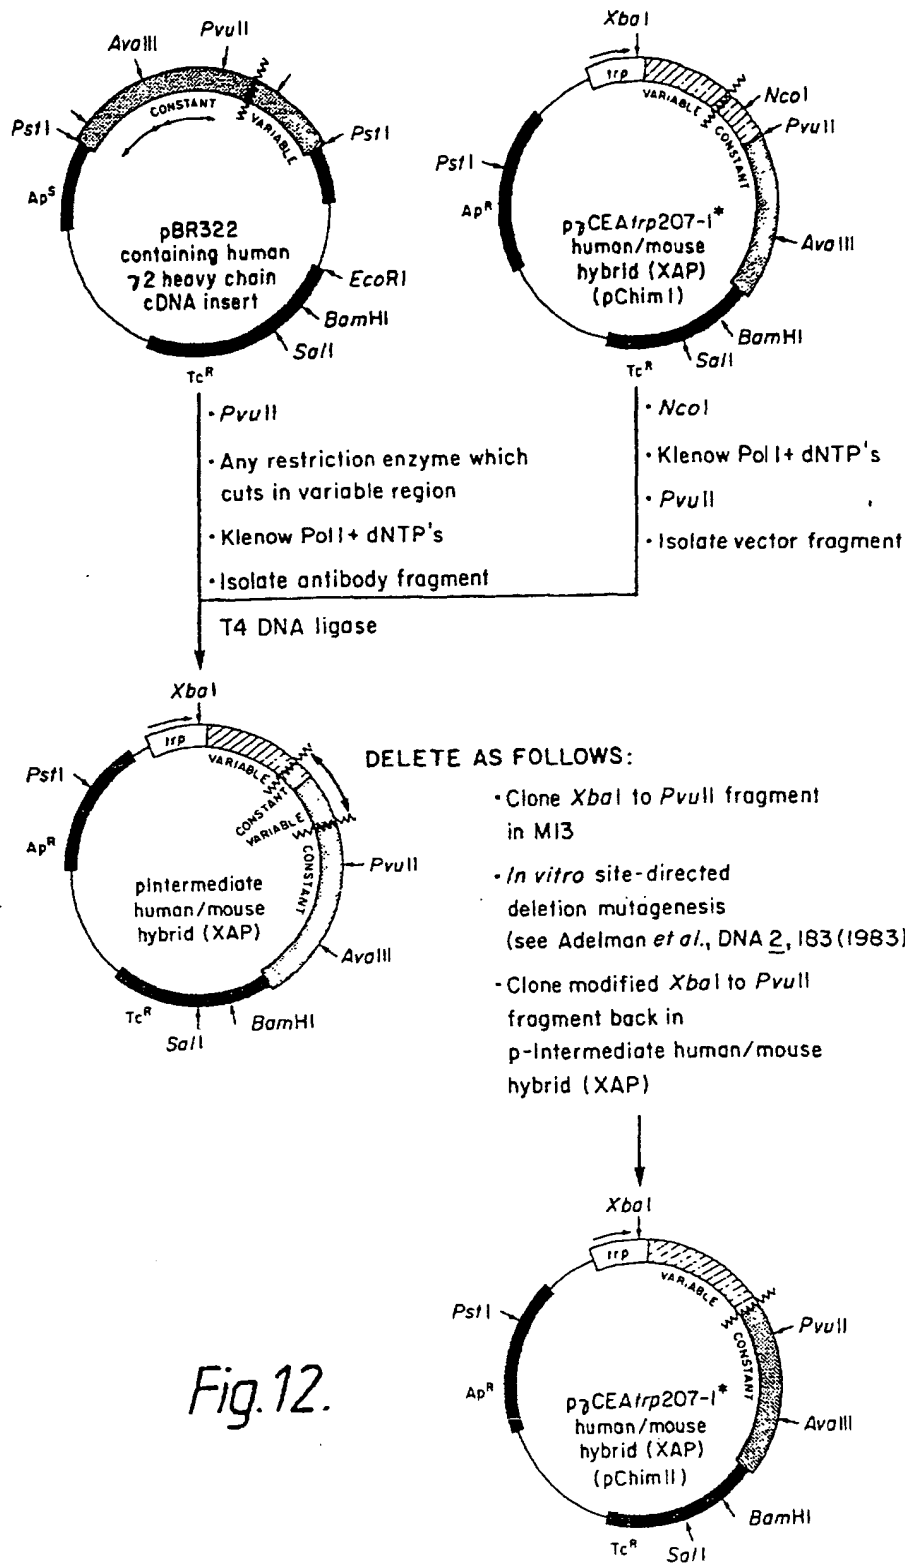 PvuII
AvaIII
PstI
CONSTANT
VARIABLE
PstI
ApS
pBR322
containing human
γ2 heavy chain
cDNA insert
EcoRI
BamHI
SalI
TcR
XbaI
trp
VARIABLE
CONSTANT
NcoI
PvuII
PstI
ApR
pγCEAtrp207-1*
human/mouse
hybrid (XAP)
(pChimI)
AvaIII
BamHI
SalI
TcR
· PvuII
· Any restriction enzyme which
cuts in variable region
· Klenow PolI + dNTP's
· Isolate antibody fragment
· NcoI
· Klenow Pol I + dNTP's
· PvuII
· Isolate vector fragment
T4 DNA ligase
XbaI
trp
VARIABLE
CONSTANT
VARIABLE
CONSTANT
PstI
ApR
PvuII
pIntermediate
human/mouse
hybrid (XAP)
AvaIII
BamHI
SalI
TcR
DELETE AS FOLLOWS:
· Clone XbaI to PvuII fragment
in M13
· In vitro site-directed
deletion mutagenesis
(see Adelman et al., DNA 2, 183 (1983)
- Clone modified XbaI to PvuII
fragment back in
p-Intermediate human/mouse
hybrid (XAP)
XbaI
trp
VARIABLE
CONSTANT
PstI
PvuII
ApR
pγCEAtrp207-1*
human/mouse
hybrid (XAP)
(pChimII)
AvaIII
BamHI
SalI
TcR
Fig.12.